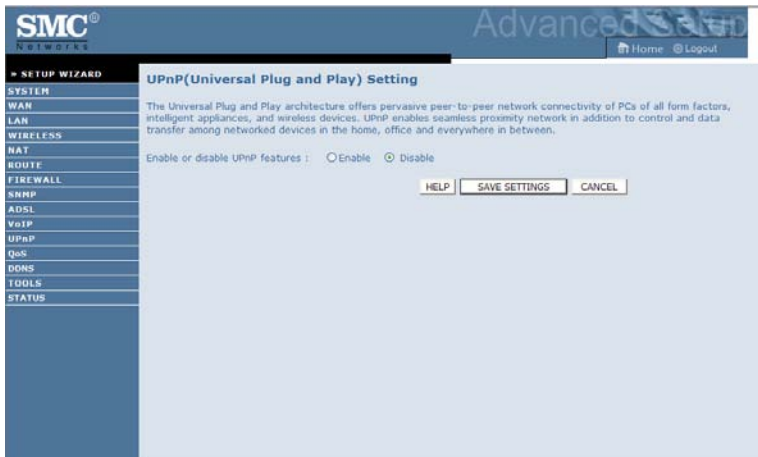 SMC®
Networks
Advanced Setup
Home Logout
» SETUP WIZARD
SYSTEM
WAN
LAN
WIRELESS
NAT
ROUTE
FIREWALL
SNMP
ADSL
VoIP
UPnP
QoS
DDNS
TOOLS
STATUS
UPnP(Universal Plug and Play) Setting
The Universal Plug and Play architecture offers pervasive peer-to-peer network connectivity of PCs of all form factors,
intelligent appliances, and wireless devices. UPnP enables seamless proximity network in addition to control and data
transfer among networked devices in the home, office and everywhere in between.
Enable or disable UPnP features : Enable Disable
HELP SAVE SETTINGS CANCEL